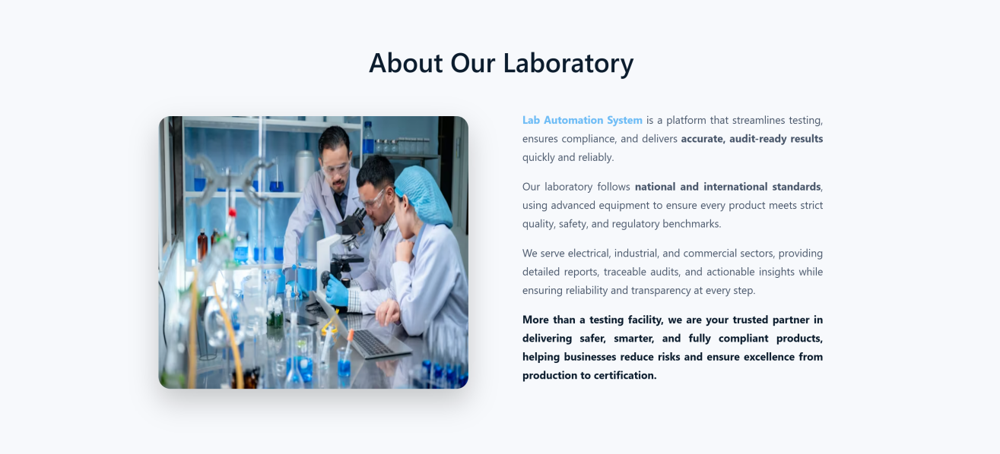 About Our Laboratory
Lab Automation System is a platform that streamlines testing,
ensures compliance, and delivers accurate, audit-ready results
quickly and reliably.
Our laboratory follows national and international standards,
using advanced equipment to ensure every product meets strict
quality, safety, and regulatory benchmarks.
We serve electrical, industrial, and commercial sectors, providing
detailed reports, traceable audits, and actionable insights while
ensuring reliability and transparency at every step.
More than a testing facility, we are your trusted partner in
delivering safer, smarter, and fully compliant products,
helping businesses reduce risks and ensure excellence from
production to certification.